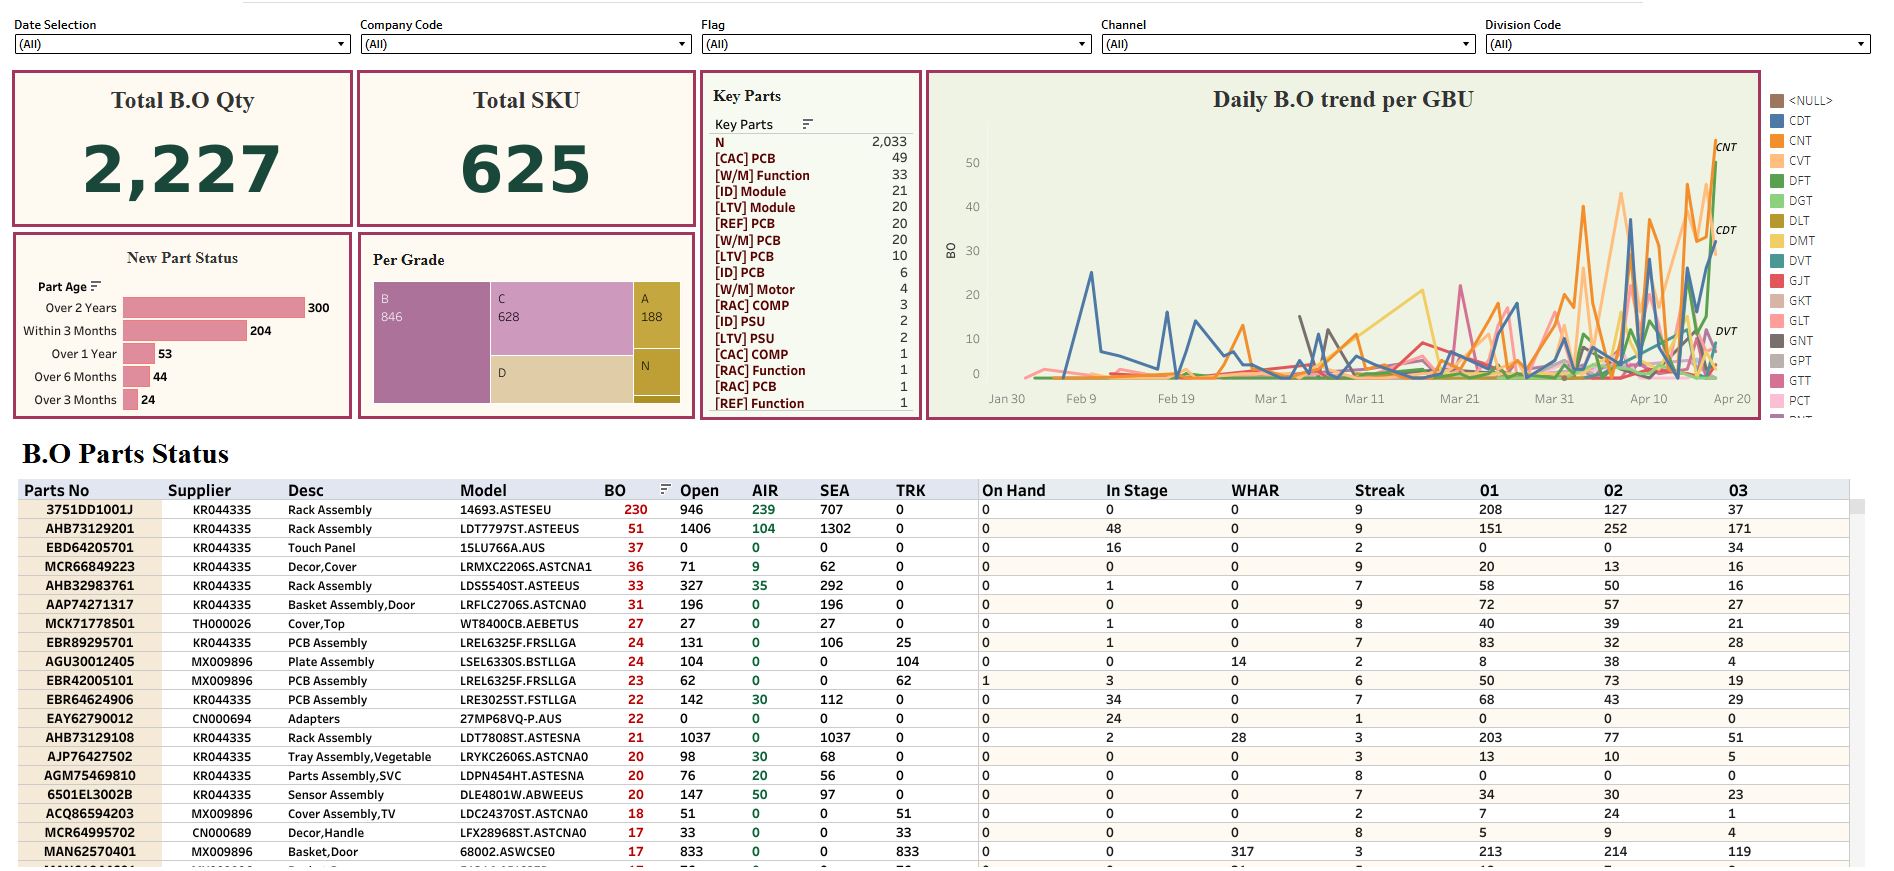 Date Selection Company Code Flag Channel Division Code
(All) (All) (All) (All) (All)
Total B.O Qty
2,227
Total SKU
625
New Part Status
Part Age
Over 2 Years 300
Within 3 Months 204
Over 1 Year 53
Over 6 Months 44
Over 3 Months 24
Per Grade
B
846
C
628
D
A
188
N
Key Parts
Key Parts
N 2,033
[CAC] PCB 49
[W/M] Function 33
[ID] Module 21
[LTV] Module 20
[REF] PCB 20
[W/M] PCB 20
[LTV] PCB 10
[ID] PCB 6
[W/M] Motor 4
[RAC] COMP 3
[ID] PSU 2
[LTV] PSU 2
[CAC] COMP 1
[RAC] Function 1
[RAC] PCB 1
[REF] Function 1
Daily B.O trend per GBU
BO
50
40
30
20
10
0
Jan 30 Feb 9 Feb 19 Mar 1 Mar 11 Mar 21 Mar 31 Apr 10 Apr 20
CNT
CDT
DVT
<NULL>
CDT
CNT
CVT
DFT
DGT
DLT
DMT
DVT
GJT
GKT
GLT
GNT
GPT
GTT
PCT
B.O Parts Status
Parts No Supplier Desc Model BO Open AIR SEA TRK On Hand In Stage WHAR Streak 01 02 03
3751DD1001J KR044335 Rack Assembly 14693.ASTESEU 230 946 239 707 0 0 0 0 9 208 127 37
AHB73129201 KR044335 Rack Assembly LDT7797ST.ASTEEUS 51 1406 104 1302 0 0 48 0 9 151 252 171
EBD64205701 KR044335 Touch Panel 15LU766A.AUS 37 0 0 0 0 0 16 0 2 0 0 34
MCR66849223 KR044335 Decor,Cover LRMXC2206S.ASTCNA1 36 71 9 62 0 0 0 0 9 20 13 16
AHB32983761 KR044335 Rack Assembly LDS5540ST.ASTEEUS 33 327 35 292 0 0 1 0 7 58 50 16
AAP74271317 KR044335 Basket Assembly,Door LRFLC2706S.ASTCNA0 31 196 0 196 0 0 0 0 9 72 57 27
MCK71778501 TH000026 Cover,Top WT8400CB.AEBETUS 27 27 0 27 0 0 1 0 8 40 39 21
EBR89295701 KR044335 PCB Assembly LREL6325F.FRSLLGA 24 131 0 106 25 0 1 0 7 83 32 28
AGU30012405 MX009896 Plate Assembly LSEL6330S.BSTLLGA 24 104 0 0 104 0 0 14 2 8 38 4
EBR42005101 MX009896 PCB Assembly LREL6325F.FRSLLGA 23 62 0 0 62 1 3 0 6 50 73 19
EBR64624906 KR044335 PCB Assembly LRE3025ST.FSTLLGA 22 142 30 112 0 0 34 0 7 68 43 29
EAY62790012 CN000694 Adapters 27MP68VQ-P.AUS 22 0 0 0 0 0 24 0 1 0 0 0
AHB73129108 KR044335 Rack Assembly LDT7808ST.ASTESNA 21 1037 0 1037 0 0 2 28 3 203 77 51
AJP76427502 KR044335 Tray Assembly,Vegetable LRYKC2606S.ASTCNA0 20 98 30 68 0 0 0 0 3 13 10 5
AGM75469810 KR044335 Parts Assembly,SVC LDPN454HT.ASTESNA 20 76 20 56 0 0 0 0 8 0 0 0
6501EL3002B KR044335 Sensor Assembly DLE4801W.ABWEEUS 20 147 50 97 0 0 0 0 7 34 30 23
ACQ86594203 MX009896 Cover Assembly,TV LDC24370ST.ASTCNA0 18 51 0 0 51 0 0 0 2 7 24 1
MCR64995702 CN000689 Decor,Handle LFX28968ST.ASTCNA0 17 33 0 0 33 0 0 0 8 5 9 4
MAN62570401 MX009896 Basket,Door 68002.ASWCSE0 17 833 0 0 833 0 0 317 3 213 214 119